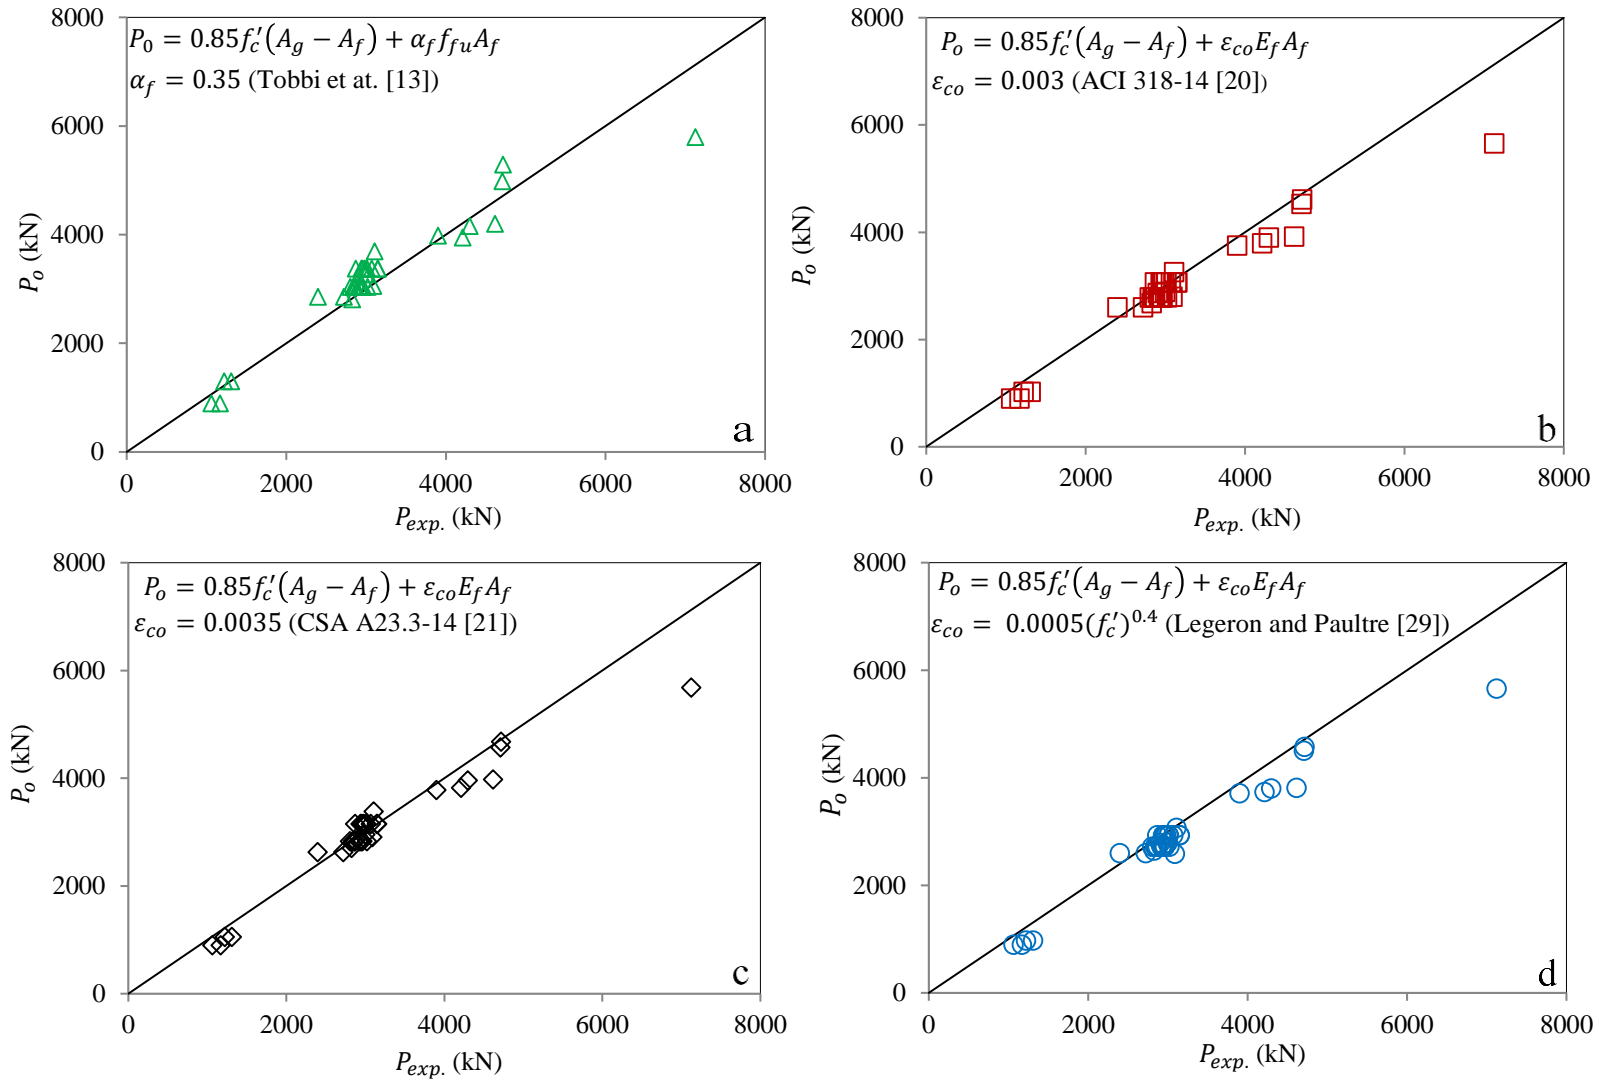 8000
P₀ = 0.85f′c(Ag − Af) + αf ffu Af
αf = 0.35 (Tobbi et at. [13])
6000
4000
2000
0
Po (kN)
0 2000 4000 6000 8000
Pexp. (kN)
a
8000
Po = 0.85f′c(Ag − Af) + εco Ef Af
εco = 0.003 (ACI 318-14 [20])
6000
4000
2000
0
Po (kN)
0 2000 4000 6000 8000
Pexp. (kN)
b
8000
Po = 0.85f′c(Ag − Af) + εco Ef Af
εco = 0.0035 (CSA A23.3-14 [21])
6000
4000
2000
0
Po (kN)
0 2000 4000 6000 8000
Pexp. (kN)
c
8000
Po = 0.85f′c(Ag − Af) + εco Ef Af
εco = 0.0005(f′c)^0.4 (Legeron and Paultre [29])
6000
4000
2000
0
Po (kN)
0 2000 4000 6000 8000
Pexp. (kN)
d